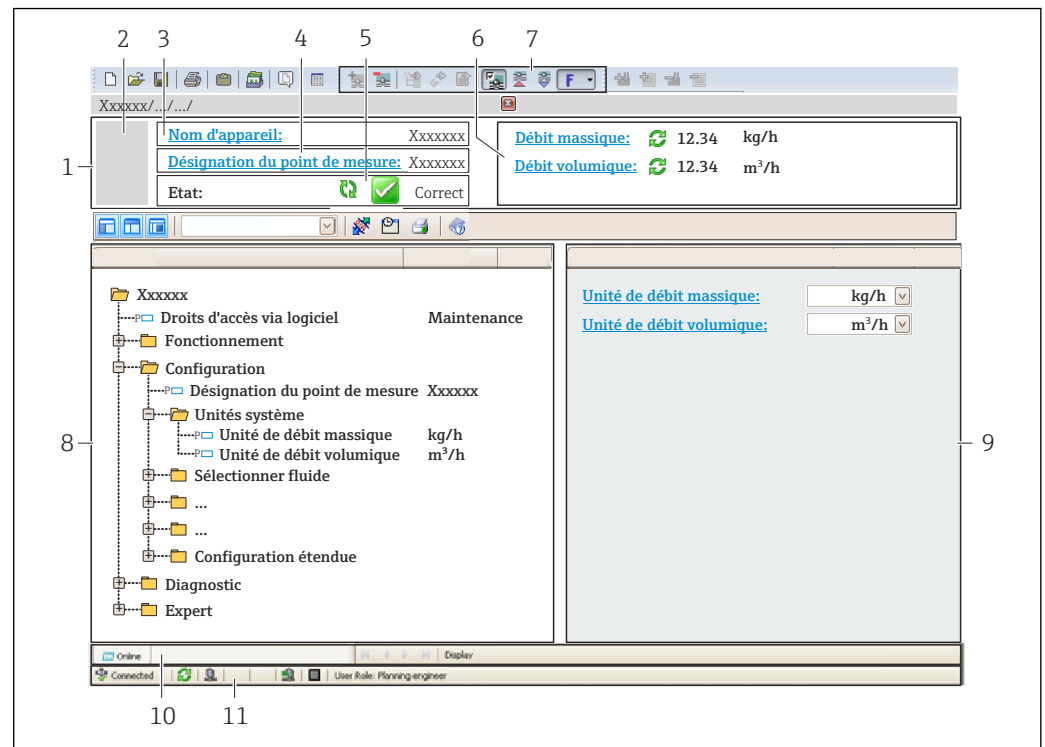 2 3 4 5 6 7
F
Xxxxxx/.../.../
1
Nom d'appareil: Xxxxxxx
Désignation du point de mesure: Xxxxxxx
Etat: Correct
Débit massique: 12.34 kg/h
Débit volumique: 12.34 m³/h
Xxxxxx
Droits d'accès via logiciel Maintenance
Fonctionnement
Configuration
Désignation du point de mesure Xxxxxx
Unités système
Unité de débit massique kg/h
Unité de débit volumique m³/h
Sélectionner fluide
...
...
Configuration étendue
Diagnostic
Expert
8
Unité de débit massique: kg/h
Unité de débit volumique: m³/h
9
Online Display
Connected User Role: Planning engineer
10 11